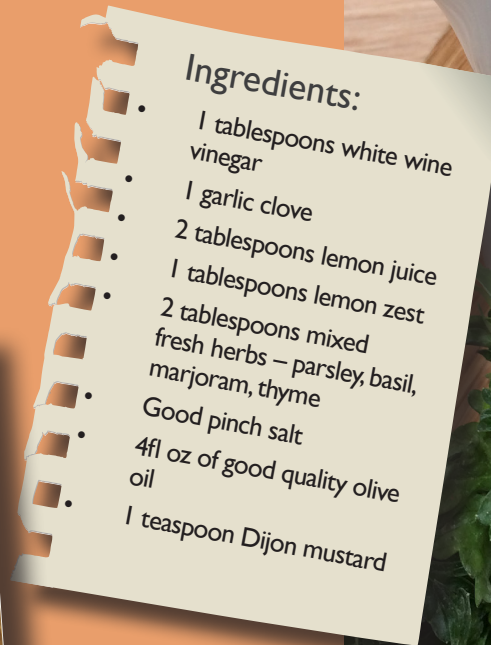 Ingredients:
• 1 tablespoons white wine
vinegar
• 1 garlic clove
• 2 tablespoons lemon juice
• 1 tablespoons lemon zest
• 2 tablespoons mixed
fresh herbs – parsley, basil,
marjoram, thyme
• Good pinch salt
• 4fl oz of good quality olive
oil
• 1 teaspoon Dijon mustard